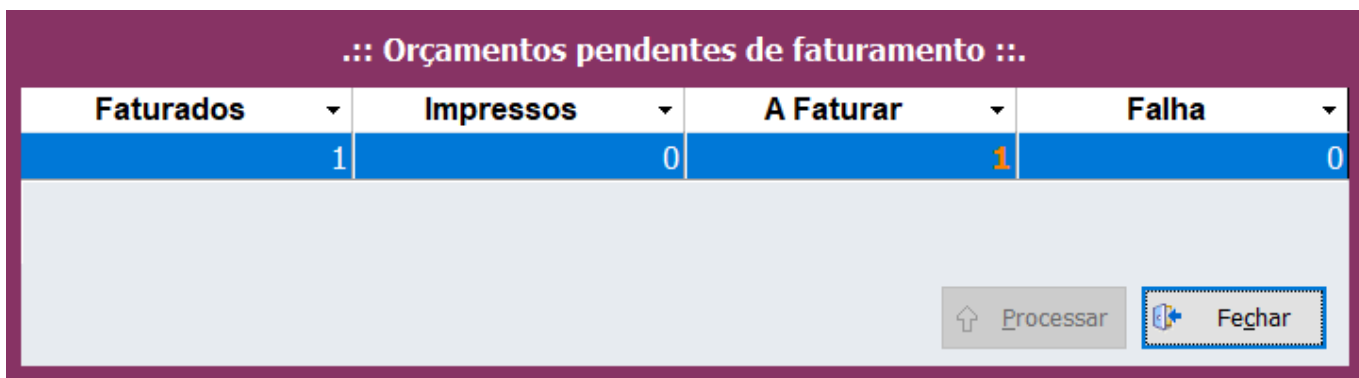 .:: Orçamentos pendentes de faturamento ::.
Faturados Impressos A Faturar Falha
1 0 1 0
Processar Fechar